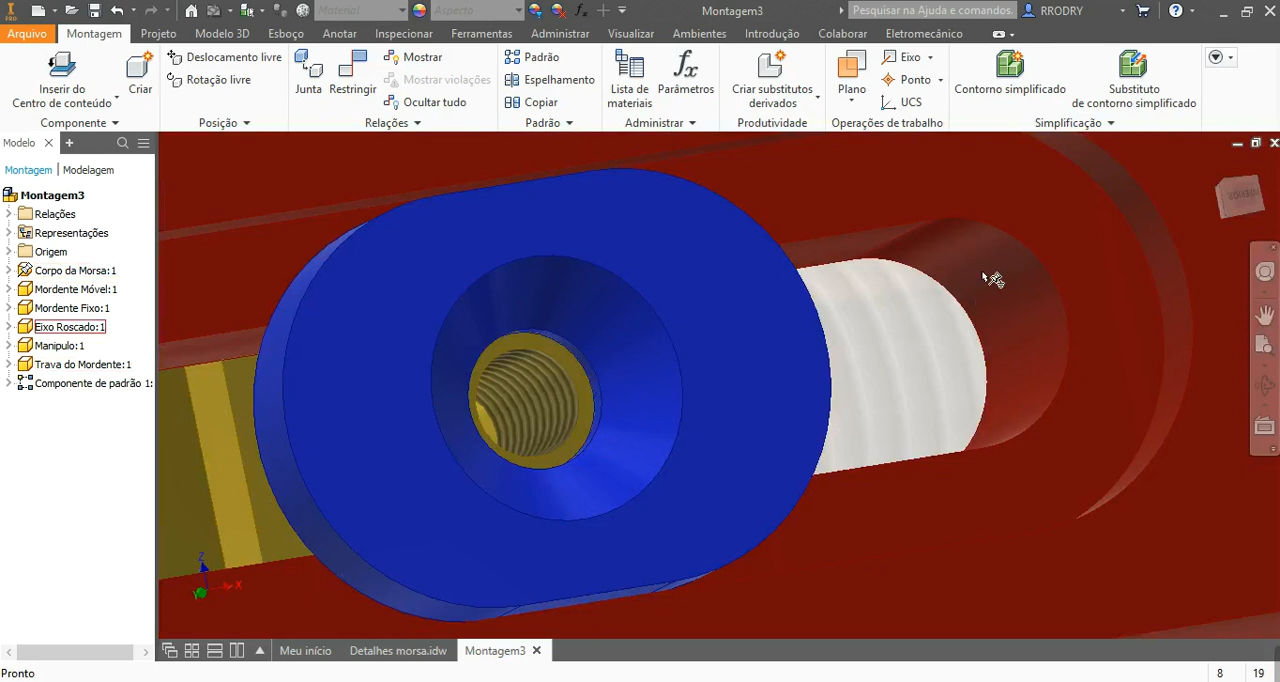 PRO
Material
Aspecto
Montagem3
Pesquisar na Ajuda e comandos.
RRODRY
Arquivo
Montagem
Projeto
Modelo 3D
Esboço
Anotar
Inspecionar
Ferramentas
Administrar
Visualizar
Ambientes
Introdução
Colaborar
Eletromecânico
Inserir do
Centro de conteúdo
Criar
Componente
Deslocamento livre
Rotação livre
Posição
Junta
Restringir
Mostrar
Mostrar violações
Ocultar tudo
Relações
Padrão
Espelhamento
Copiar
Padrão
Lista de
materiais
Parâmetros
Administrar
Criar substitutos
derivados
Produtividade
Plano
Eixo
Ponto
UCS
Operações de trabalho
Contorno simplificado
Substituto
de contorno simplificado
Simplificação
Modelo
Montagem | Modelagem
Montagem3
Relações
Representações
Origem
Corpo da Morsa:1
Mordente Móvel:1
Mordente Fixo:1
Eixo Roscado:1
Manipulo:1
Trava do Mordente:1
Componente de padrão 1:
Z
X
Y
Meu início
Detalhes morsa.idw
Montagem3
Pronto
8
19